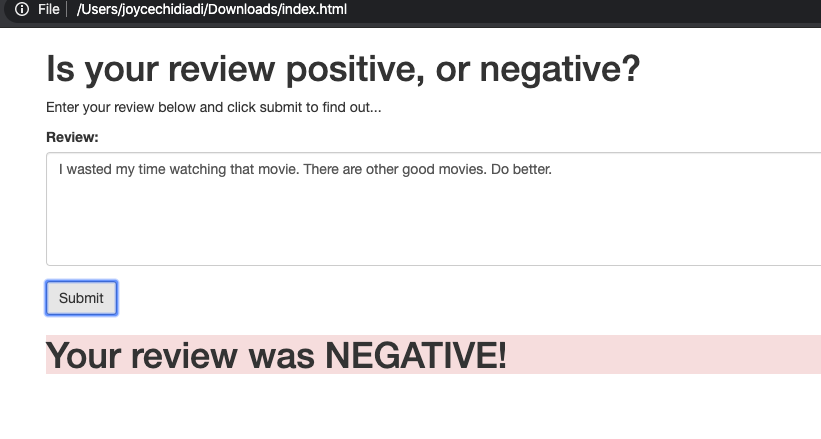 File /Users/joycechidiadi/Downloads/index.html
Is your review positive, or negative?
Enter your review below and click submit to find out...
Review:
I wasted my time watching that movie. There are other good movies. Do better.
Submit
Your review was NEGATIVE!